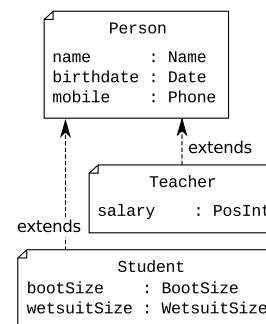 Person
name : Name
birthdate : Date
mobile : Phone
extends
Teacher
salary : PosInt
extends
Student
bootSize : BootSize
wetsuitSize : WetsuitSize